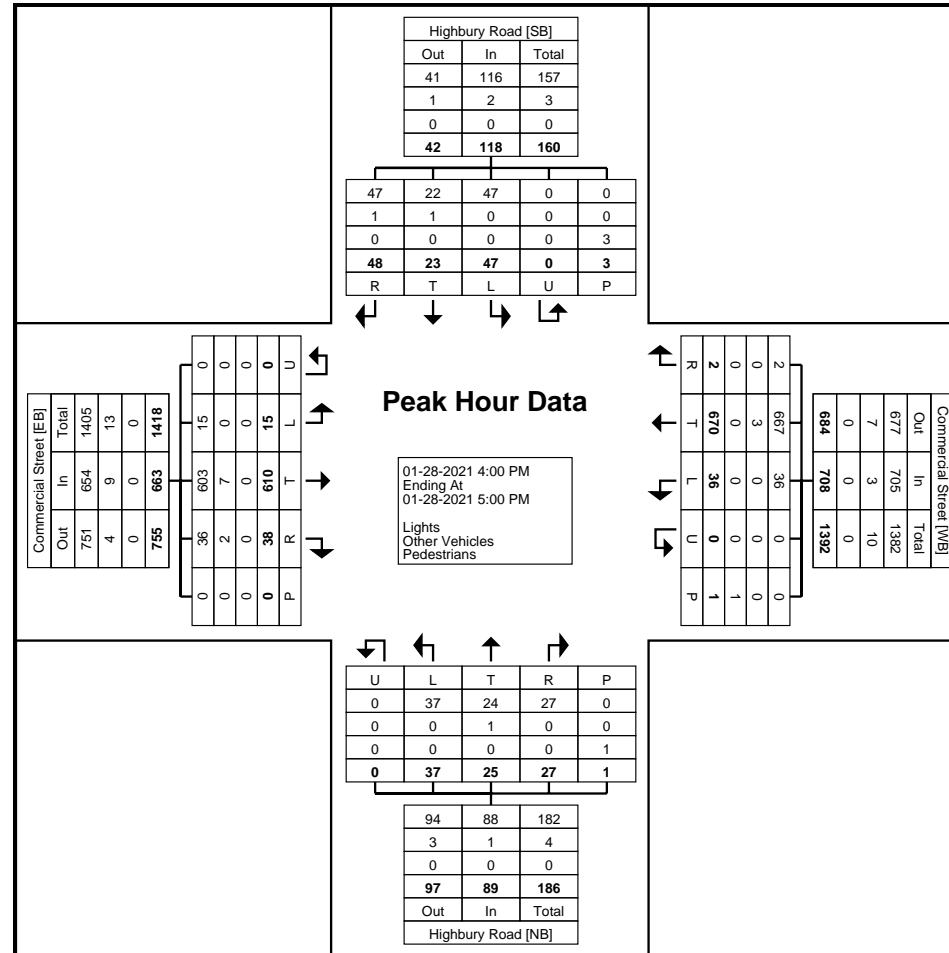 Highbury Road [SB]
Out In Total
41 116 157
1 2 3
0 0 0
42 118 160
47 22 47 0 0
1 1 0 0 0
0 0 0 0 3
48 23 47 0 3
R T L U P
Commercial Street [EB]
Total In Out
1405 654 751
13 9 4
0 0 0
1418 663 755
0 15 603 36 0
0 0 7 2 0
0 0 0 0 0
0 15 610 38 0
U L T R P
Peak Hour Data
01-28-2021 4:00 PM
Ending At
01-28-2021 5:00 PM
Lights
Other Vehicles
Pedestrians
R T L U P
2 670 36 0 1
0 0 0 0 1
0 3 0 0 0
2 667 36 0 0
684 708 1392
0 0 0
7 3 10
677 705 1382
Out In Total
Commercial Street [WB]
U L T R P
0 37 24 27 0
0 0 1 0 0
0 0 0 0 1
0 37 25 27 1
94 88 182
3 1 4
0 0 0
97 89 186
Out In Total
Highbury Road [NB]